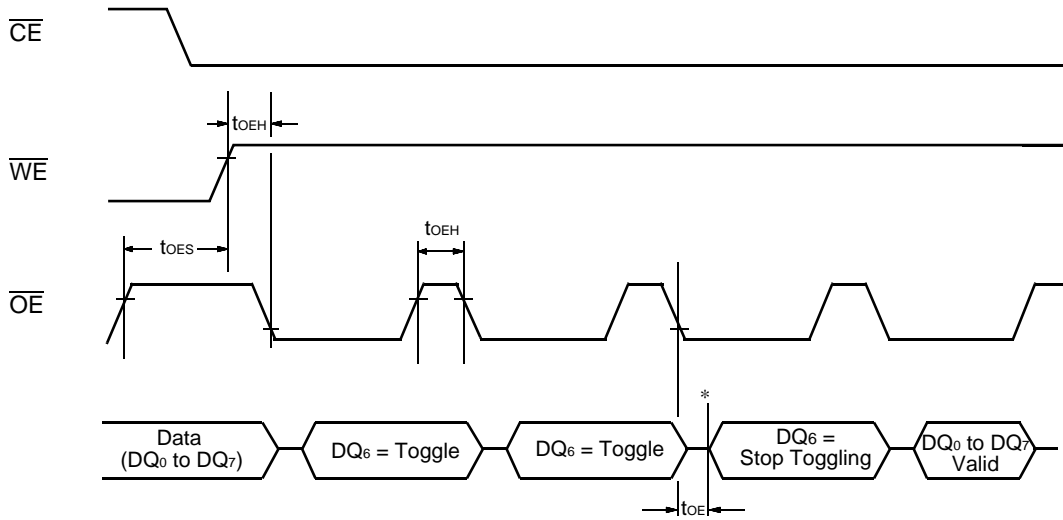 CE
tOEH
WE
tOES
tOEH
OE
*
Data
(DQ0 to DQ7)
DQ6 = Toggle
DQ6 = Toggle
DQ6 =
Stop Toggling
DQ0 to DQ7
Valid
tOE